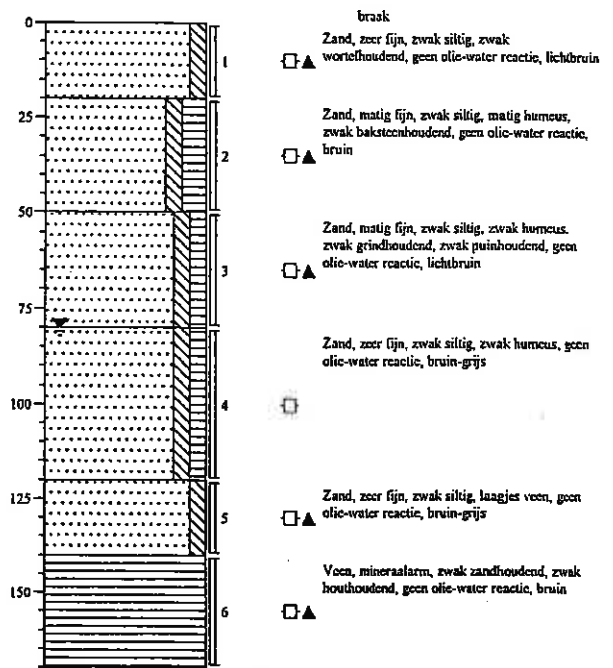 braak
0
Zand, zeer fijn, zwak siltig, zwak
wortelhoudend, geen olie-water reactie, lichtbruin
1
25
Zand, matig fijn, zwak siltig, matig humeus,
zwak baksteenhoudend, geen olie-water reactie,
bruin
2
50
Zand, matig fijn, zwak siltig, zwak humeus.
zwak grindhoudend, zwak puinhoudend, geen
olie-water reactie, lichtbruin
3
75
Zand, zeer fijn, zwak siltig, zwak humeus, geen
olie-water reactie, bruin-grijs
100
4
125
Zand, zeer fijn, zwak siltig, laagjes veen, geen
olie-water reactie, bruin-grijs
5
Veen, mineraalarm, zwak zandhoudend, zwak
houthoudend, geen olie-water reactie, bruin
150
6